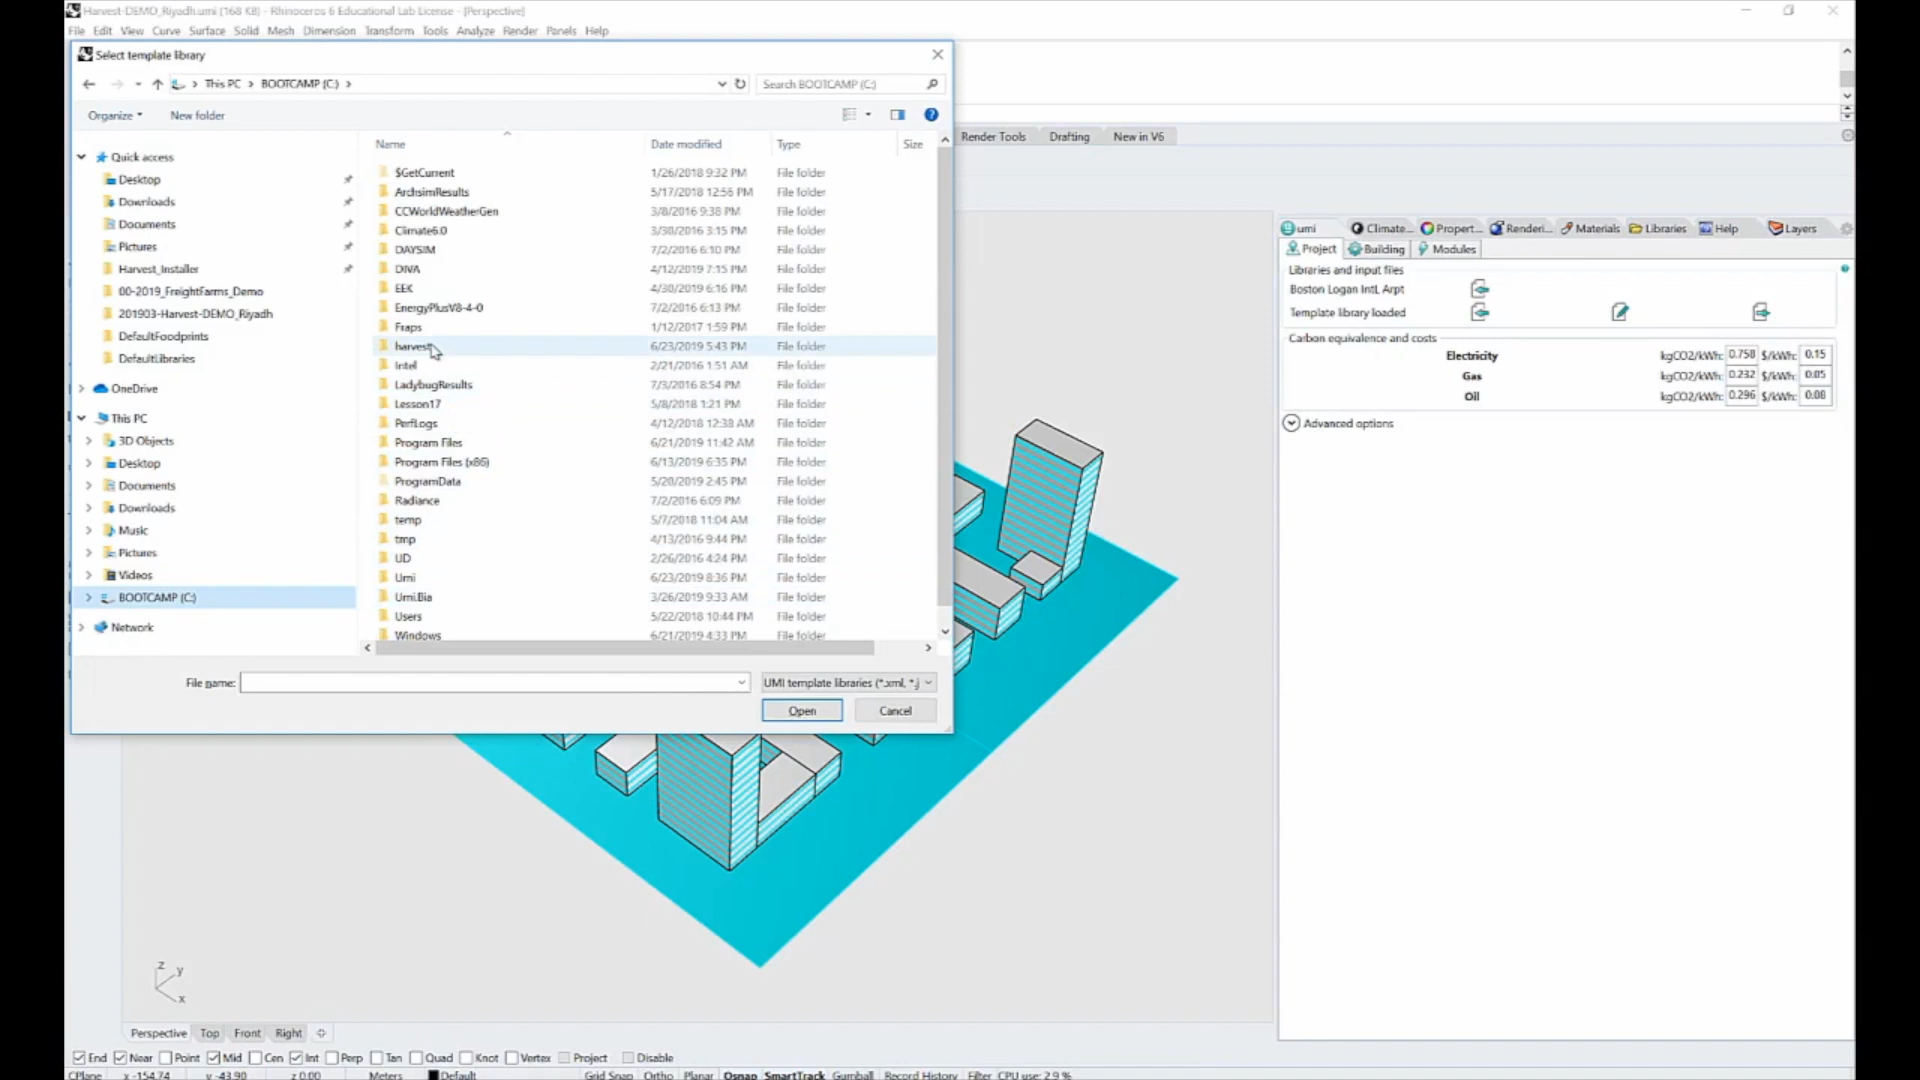 Harvest-DEMO_Riyadh.umi (168 KB) - Rhinoceros 6 Educational Lab License - [Perspective]
File Edit View Curve Surface Solid Mesh Dimension Transform Tools Analyze Render Panels Help
Select template library
This PC > BOOTCAMP (C:) >
Search BOOTCAMP (C:)
Organize
New folder
Render Tools Drafting New in V6
Name Date modified Type Size
Quick access
Desktop
Downloads
Documents
Pictures
Harvest_Installer
00-2019_FreightFarms_Demo
201903-Harvest-DEMO_Riyadh
DefaultFoodprints
DefaultLibraries
OneDrive
This PC
3D Objects
Desktop
Documents
Downloads
Music
Pictures
Videos
BOOTCAMP (C:)
Network
$GetCurrent 1/26/2018 9:32 PM File folder
ArchsimResults 5/17/2018 12:56 PM File folder
CCWorldWeatherGen 3/8/2016 9:38 PM File folder
Climate6.0 3/30/2016 3:15 PM File folder
DAYSIM 7/2/2016 6:10 PM File folder
DIVA 4/12/2019 7:15 PM File folder
EEK 4/30/2019 6:16 PM File folder
EnergyPlusV8-4-0 7/2/2016 6:13 PM File folder
Fraps 1/12/2017 1:59 PM File folder
harvest 6/23/2019 5:43 PM File folder
Intel 2/21/2016 1:51 AM File folder
LadybugResults 7/3/2016 8:54 PM File folder
Lesson17 5/8/2018 1:21 PM File folder
PerfLogs 4/12/2018 12:38 AM File folder
Program Files 6/21/2019 11:42 AM File folder
Program Files (x86) 6/13/2019 6:35 PM File folder
ProgramData 5/20/2019 2:45 PM File folder
Radiance 7/2/2016 6:09 PM File folder
temp 5/7/2018 11:04 AM File folder
tmp 4/13/2016 9:44 PM File folder
UD 2/26/2016 4:24 PM File folder
Umi 6/23/2019 8:36 PM File folder
Umi.Bia 3/26/2019 9:33 AM File folder
Users 5/22/2018 10:44 PM File folder
Windows 6/21/2019 4:33 PM File folder
File name:
UMI template libraries (*.xml, *.j
Open
Cancel
umi Climate... Propert... Renderi... Materials Libraries Help Layers
Project Building Modules
Libraries and input files
Boston Logan IntL Arpt
Template library loaded
Carbon equivalence and costs
Electricity kgCO2/kWh: 0.758 $/kWh: 0.15
Gas kgCO2/kWh: 0.232 $/kWh: 0.05
Oil kgCO2/kWh: 0.296 $/kWh: 0.08
Advanced options
z
y
x
Perspective Top Front Right
End Near Point Mid Cen Int Perp Tan Quad Knot Vertex Project Disable
CPlane x -154.74 y -43.90 z 0.00 Meters Default Grid Snap Ortho Planar Osnap SmartTrack Gumball Record History Filter CPU use: 2.9 %